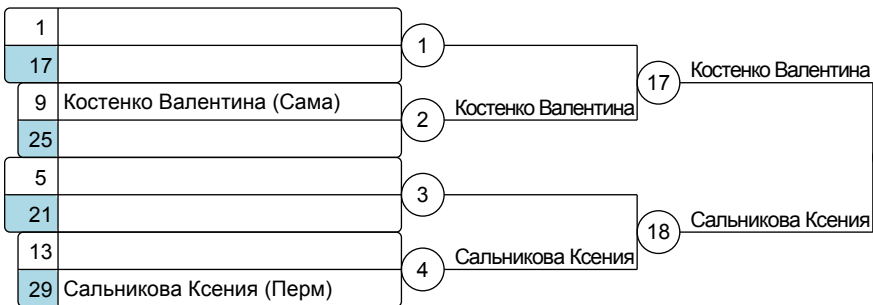 1
1
17
17 Костенко Валентина
9 Костенко Валентина (Сама)
2 Костенко Валентина
25
5
3
21
18 Сальникова Ксения
13
4 Сальникова Ксения
29 Сальникова Ксения (Перм)